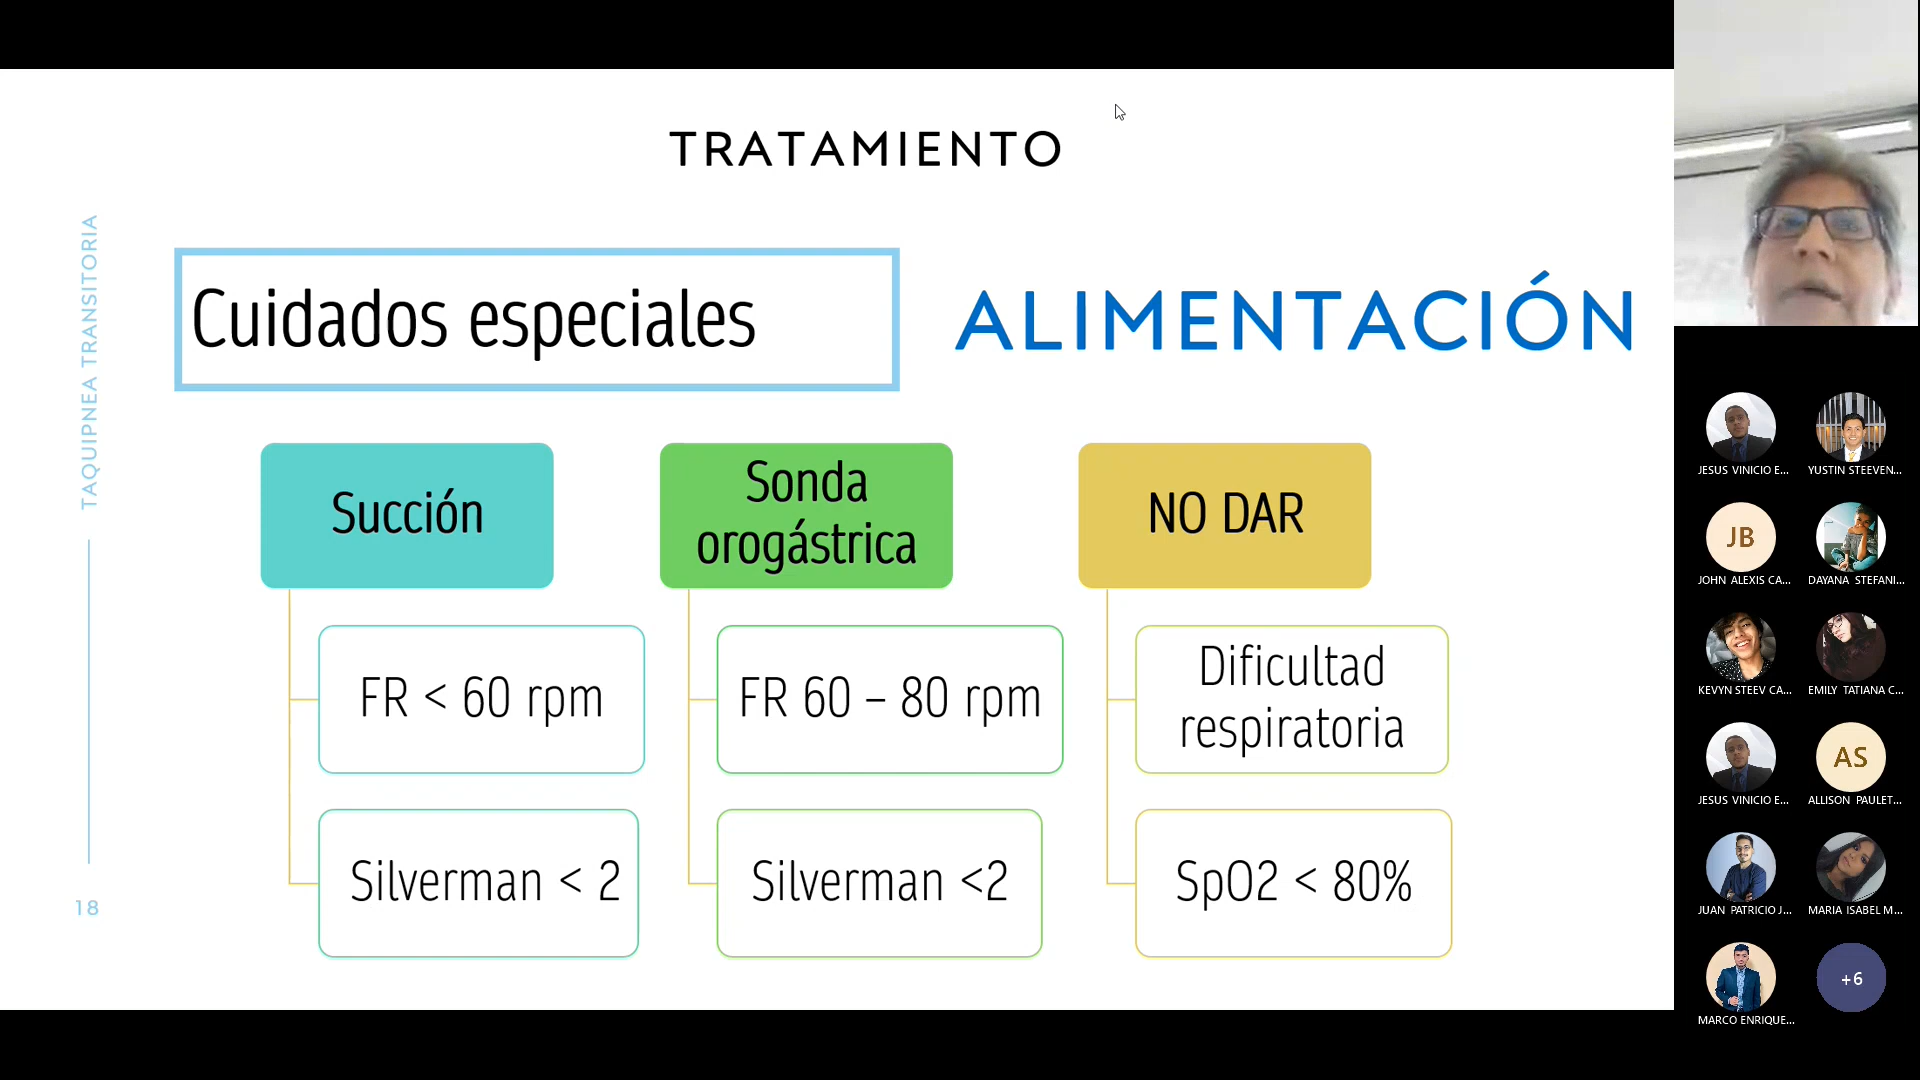 TRATAMIENTO
TAQUIPNEA TRANSITORIA
18
Cuidados especiales
ALIMENTACIÓN
Succión
FR < 60 rpm
Silverman < 2
Sonda
orogástrica
FR 60 – 80 rpm
Silverman <2
NO DAR
Dificultad
respiratoria
SpO2 < 80%
JESUS VINICIO E...
YUSTIN STEEVEN...
JB
JOHN ALEXIS CA...
DAYANA STEFANI...
KEVYN STEEV CA...
EMILY TATIANA C...
JESUS VINICIO E...
AS
ALLISON PAULET...
JUAN PATRICIO J...
MARIA ISABEL M...
MARCO ENRIQUE...
+6